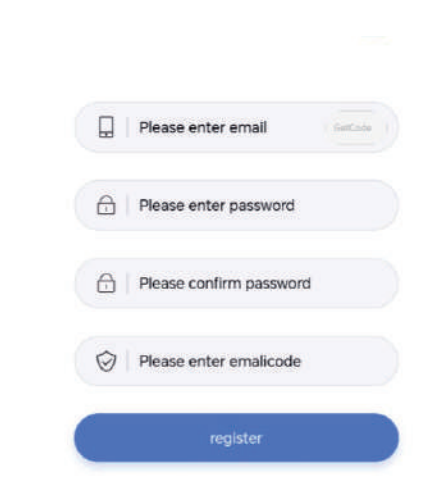 Please enter email GetCode
Please enter password
Please confirm password
Please enter emalicode
register